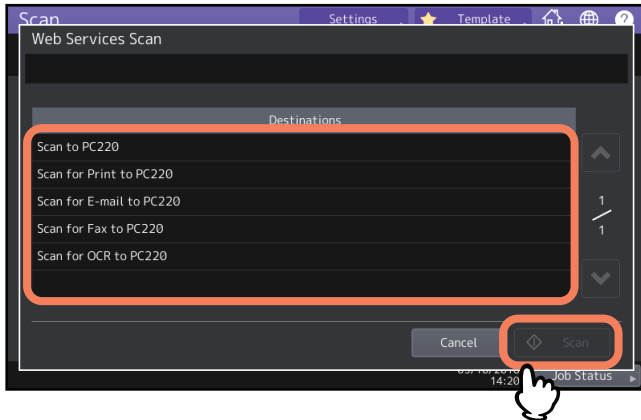 Scan
Settings
Template
?
Web Services Scan
Destinations
Scan to PC220
Scan for Print to PC220
Scan for E-mail to PC220
Scan for Fax to PC220
Scan for OCR to PC220
1
1
Cancel
Scan
14:20
Job Status